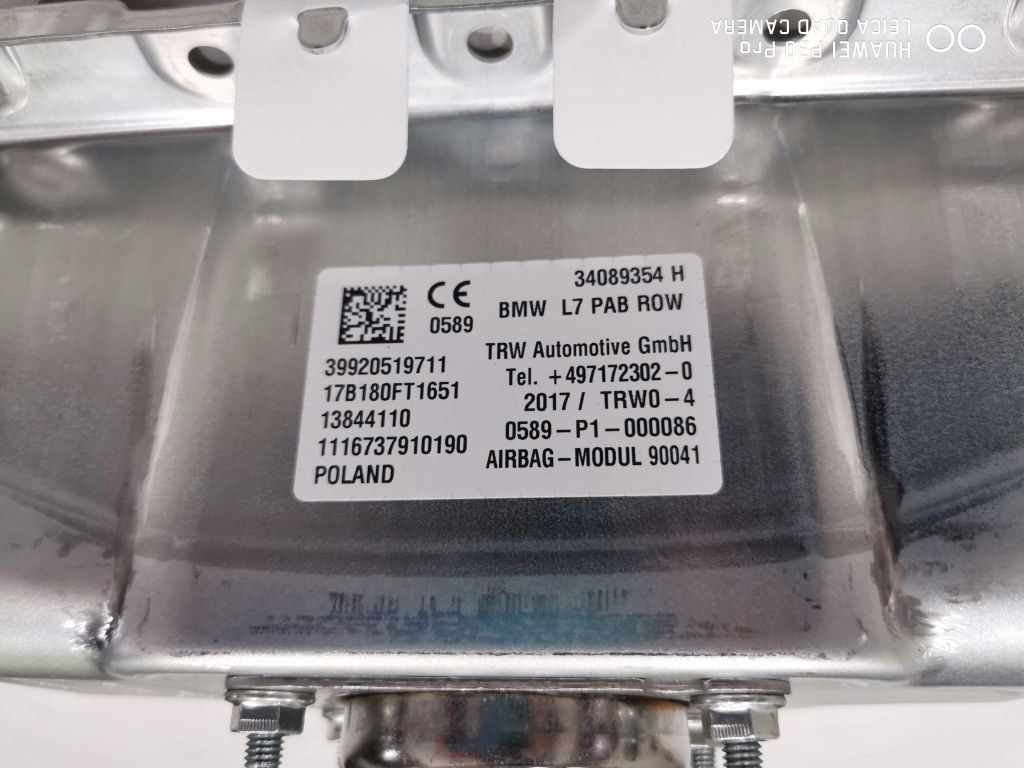 HUAWEI P30 Pro
LEICA QUAD CAMERA
34089354 H
CE
BMW L7 PAB ROW
0589
TRW Automotive GmbH
39920519711
Tel. +497172302-0
17B180FT1651
2017 / TRW0-4
13844110
0589-P1-000086
1116737910190
AIRBAG-MODUL 90041
POLAND